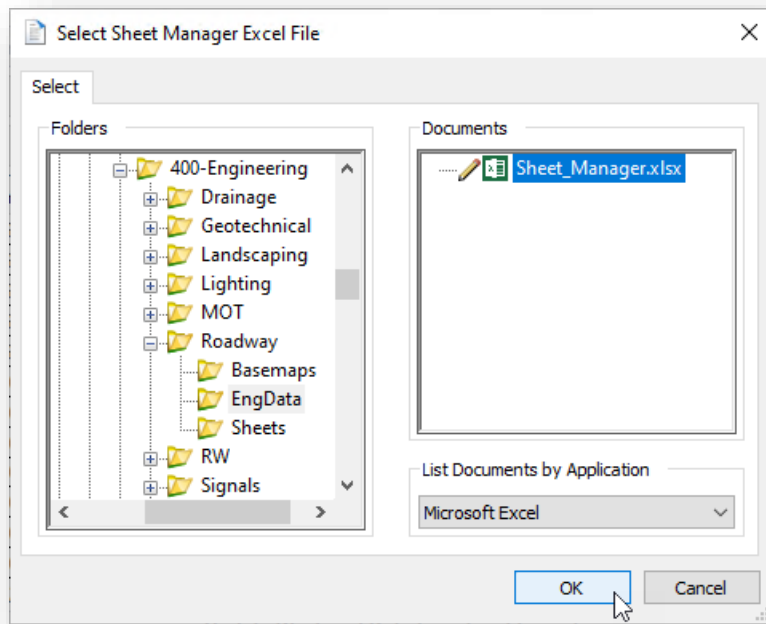 Select Sheet Manager Excel File
Select
Folders
400-Engineering
Drainage
Geotechnical
Landscaping
Lighting
MOT
Roadway
Basemaps
EngData
Sheets
RW
Signals
Documents
Sheet_Manager.xlsx
List Documents by Application
Microsoft Excel
OK
Cancel